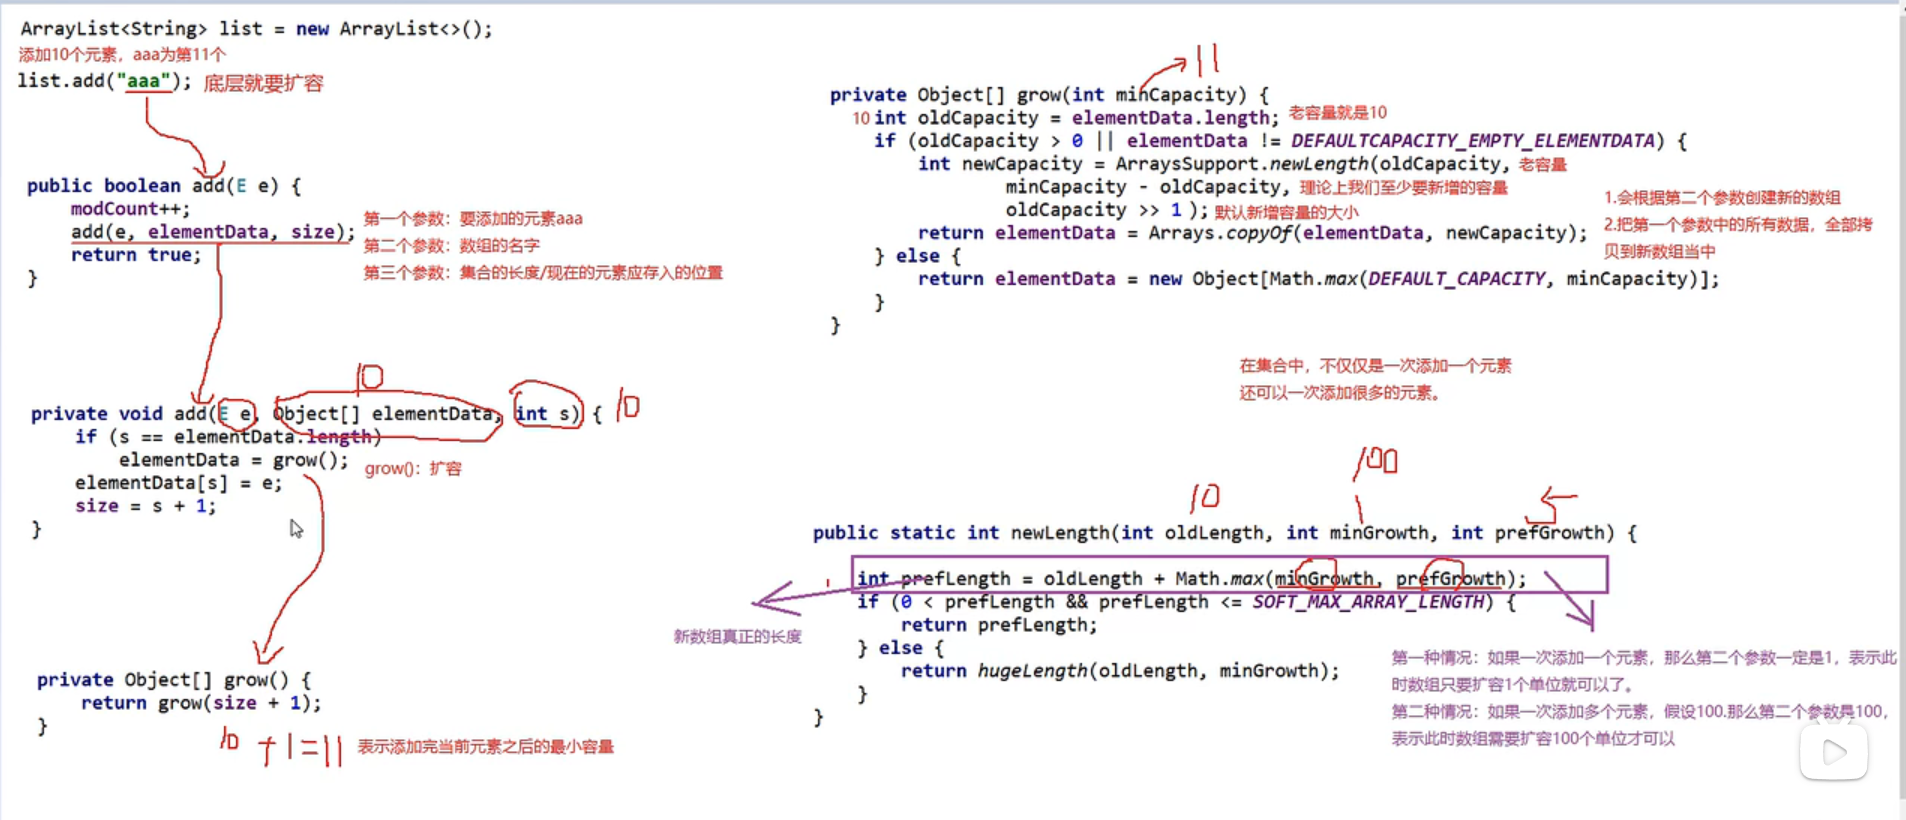 ArrayList<String> list = new ArrayList<>();
添加10个元素，aaa为第11个
list.add("aaa"); 底层就要扩容
public boolean add(E e) {
modCount++;
add(e, elementData, size);
return true;
}
第一个参数：要添加的元素aaa
第二个参数：数组的名字
第三个参数：集合的长度/现在的元素应存入的位置
10
private void add(E e, Object[] elementData, int s) { 10
if (s == elementData.length)
elementData = grow();
grow()：扩容
elementData[s] = e;
size = s + 1;
}
private Object[] grow() {
return grow(size + 1);
}
10 + 1 = 11 表示添加完当前元素之后的最小容量
11
private Object[] grow(int minCapacity) {
10 int oldCapacity = elementData.length; 老容量就是10
if (oldCapacity > 0 || elementData != DEFAULTCAPACITY_EMPTY_ELEMENTDATA) {
int newCapacity = ArraysSupport.newLength(oldCapacity, 老容量
minCapacity - oldCapacity, 理论上我们至少要新增的容量
oldCapacity >> 1 ); 默认新增容量的大小
return elementData = Arrays.copyOf(elementData, newCapacity);
} else {
return elementData = new Object[Math.max(DEFAULT_CAPACITY, minCapacity)];
}
}
1.会根据第二个参数创建新的数组
2.把第一个参数中的所有数据，全部拷
贝到新数组当中
在集合中，不仅仅是一次添加一个元素
还可以一次添加很多的元素。
10 100 5
public static int newLength(int oldLength, int minGrowth, int prefGrowth) {
int prefLength = oldLength + Math.max(minGrowth, prefGrowth);
if (0 < prefLength && prefLength <= SOFT_MAX_ARRAY_LENGTH) {
return prefLength;
} else {
return hugeLength(oldLength, minGrowth);
}
}
新数组真正的长度
第一种情况：如果一次添加一个元素，那么第二个参数一定是1，表示此
时数组只要扩容1个单位就可以了。
第二种情况：如果一次添加多个元素，假设100.那么第二个参数是100，
表示此时数组需要扩容100个单位才可以